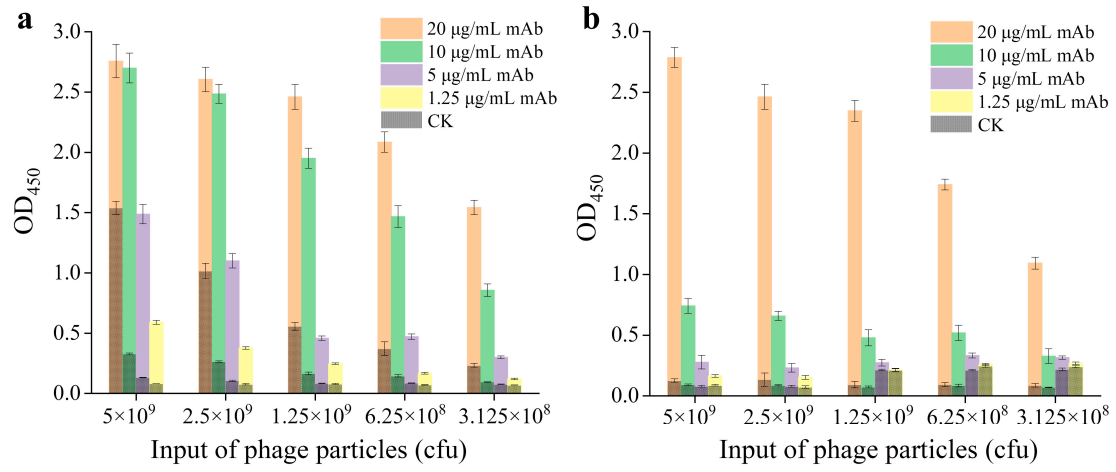 a
3.0
2.5
2.0
1.5
1.0
0.5
0.0
OD₄₅₀
20 μg/mL mAb
10 μg/mL mAb
5 μg/mL mAb
1.25 μg/mL mAb
CK
5×10⁹ 2.5×10⁹ 1.25×10⁹ 6.25×10⁸ 3.125×10⁸
Input of phage particles (cfu)
b
3.0
2.5
2.0
1.5
1.0
0.5
0.0
OD₄₅₀
20 μg/mL mAb
10 μg/mL mAb
5 μg/mL mAb
1.25 μg/mL mAb
CK
5×10⁹ 2.5×10⁹ 1.25×10⁹ 6.25×10⁸ 3.125×10⁸
Input of phage particles (cfu)